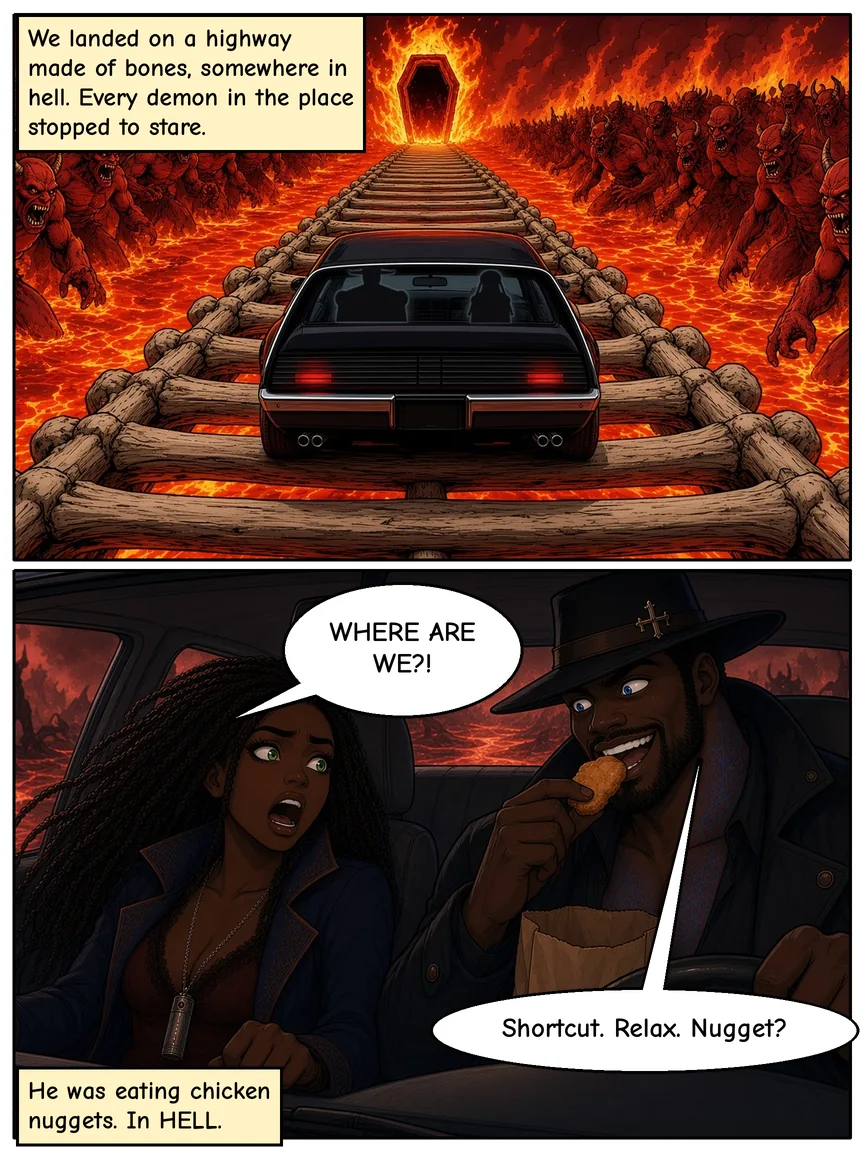 We landed on a highway
made of bones, somewhere in
hell. Every demon in the place
stopped to stare.
WHERE ARE
WE?!
Shortcut. Relax. Nugget?
He was eating chicken
nuggets. In HELL.